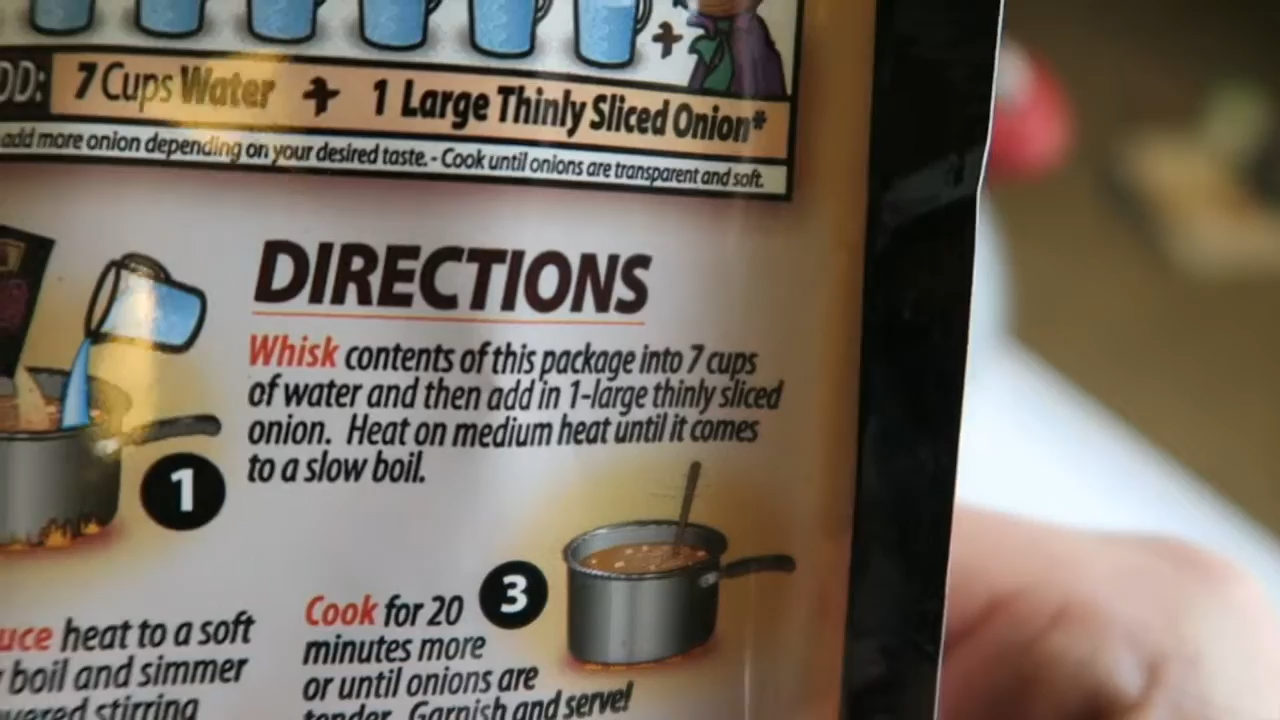 DD: 7 Cups Water + 1 Large Thinly Sliced Onion*
add more onion depending on your desired taste. - Cook until onions are transparent and soft.
DIRECTIONS
Whisk contents of this package into 7 cups
of water and then add in 1-large thinly sliced
onion. Heat on medium heat until it comes
to a slow boil.
1
uce heat to a soft
boil and simmer
vered stirring
3
Cook for 20
minutes more
or until onions are
tender. Garnish and serve!